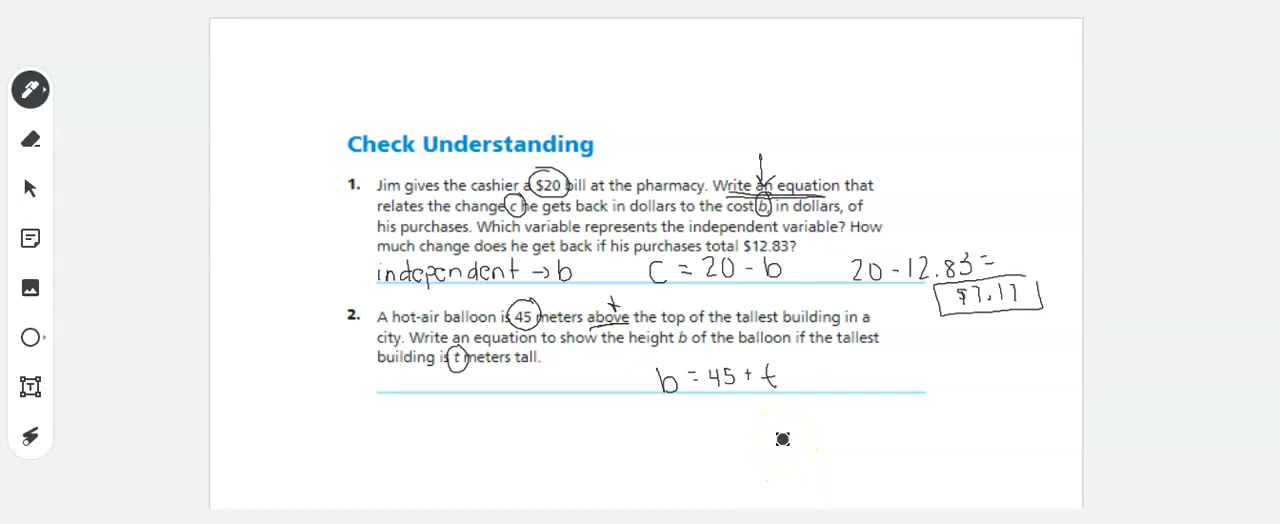 Check Understanding
1. Jim gives the cashier a $20 bill at the pharmacy. Write an equation that
relates the change c he gets back in dollars to the cost b, in dollars, of
his purchases. Which variable represents the independent variable? How
much change does he get back if his purchases total $12.83?
independent → b C = 20 - b 20 - 12.83 =
$7.17
2. A hot-air balloon is 45 meters above the top of the tallest building in a
+
city. Write an equation to show the height b of the balloon if the tallest
building is t meters tall.
b = 45 + t
T